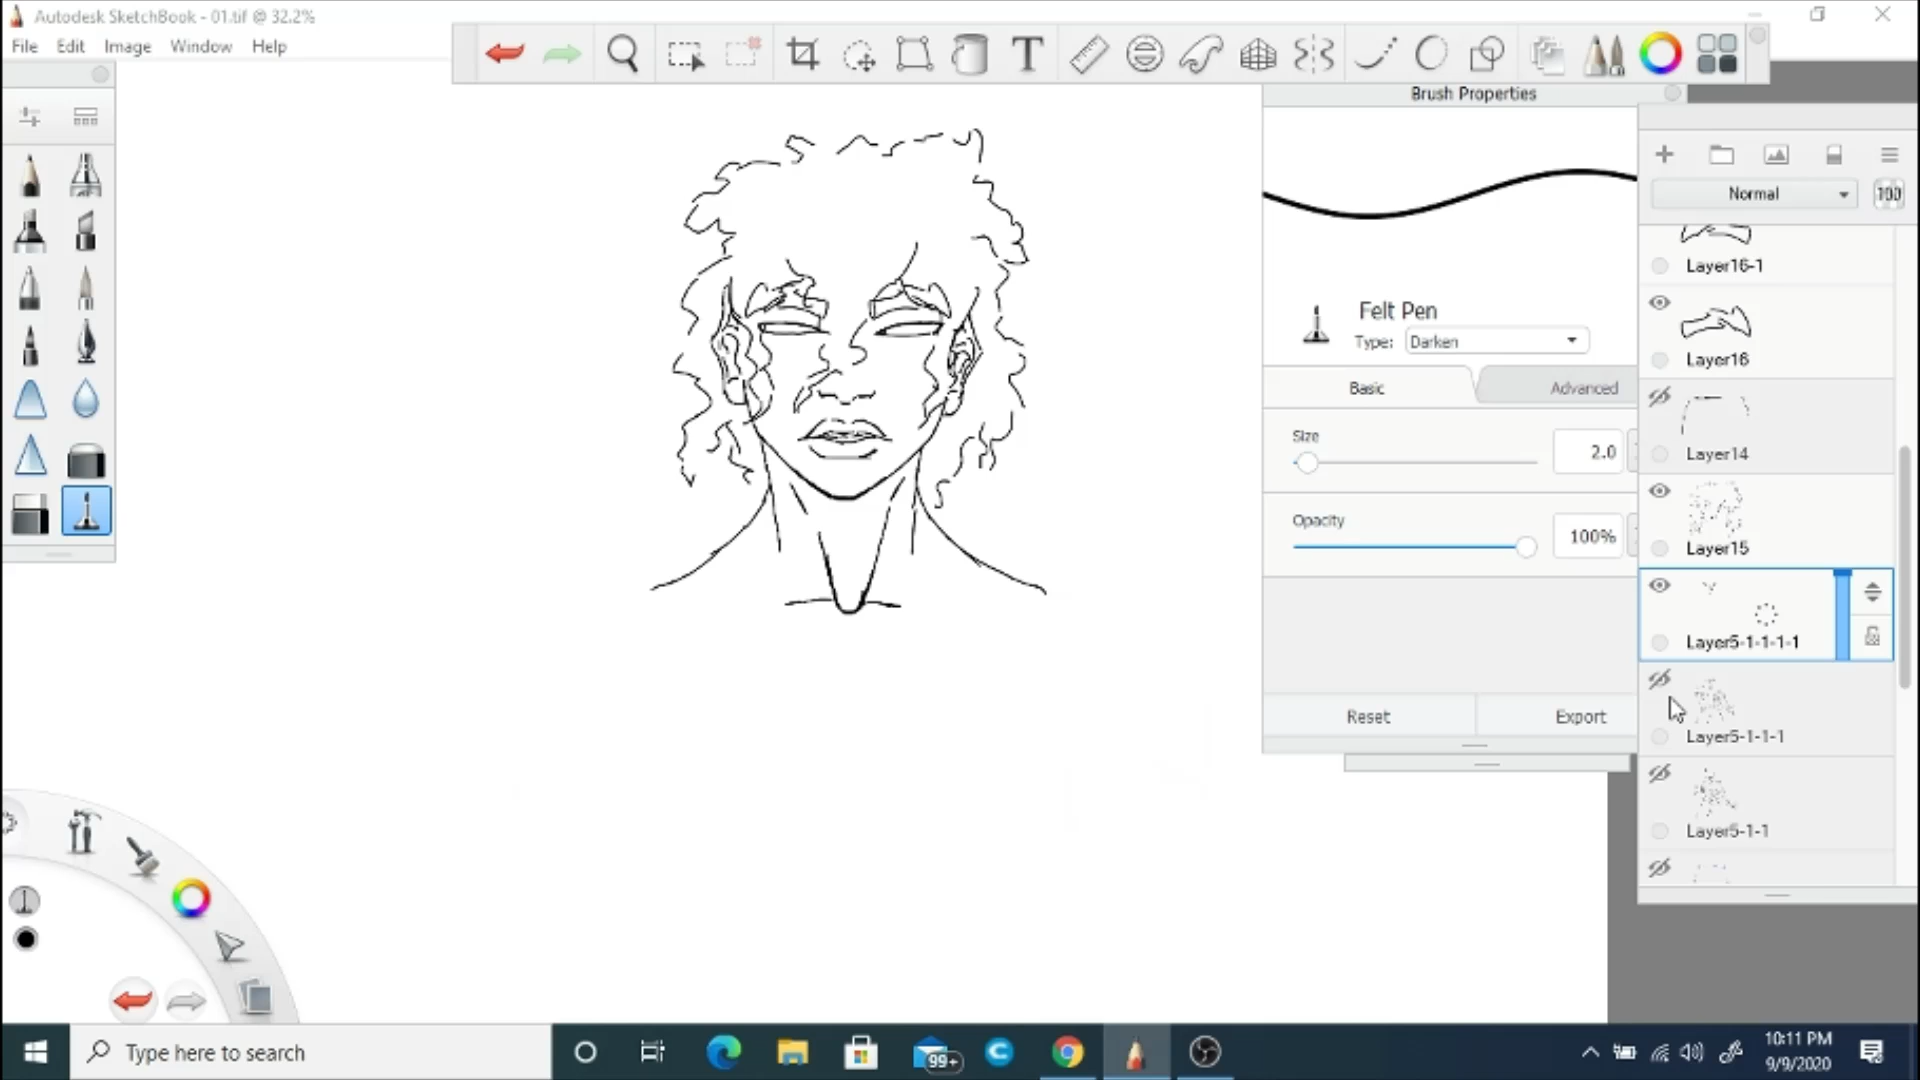 Autodesk SketchBook - 01.tif @ 32.2%
File Edit Image Window Help
T
Brush Properties
Normal 100
Layer16-1
Felt Pen
Type: Darken
Layer16
Basic Advanced
Size
2.0
Layer14
Opacity
100%
Layer15
Layer5-1-1-1-1
Reset Export
Layer5-1-1-1
Layer5-1-1
Type here to search
99+
10:11 PM
9/9/2020